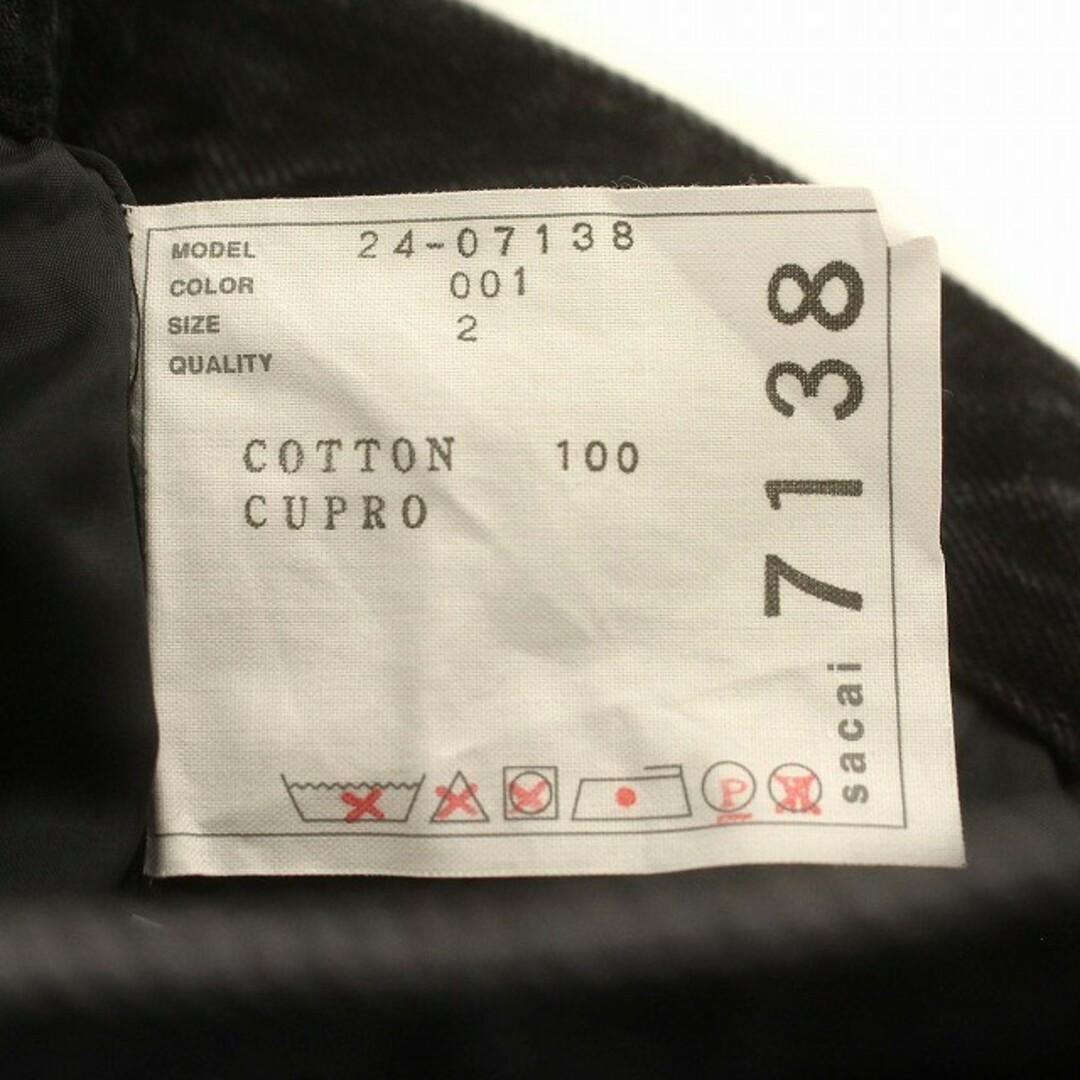 MODEL 24-07138
COLOR 001
SIZE 2
QUALITY
COTTON 100
CUPRO
sacai 7138
P
W